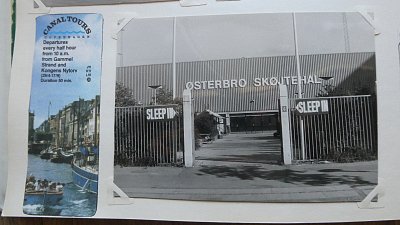 CANAL TOURS
COPENHAGEN
Departures
every half hour
from 10 a.m.
from Gammel
Strand and
Kongens Nytorv
Duration 50 min.
ØSTERBRO SKØJTEHAL
SLEEP IN
SLEEP IN